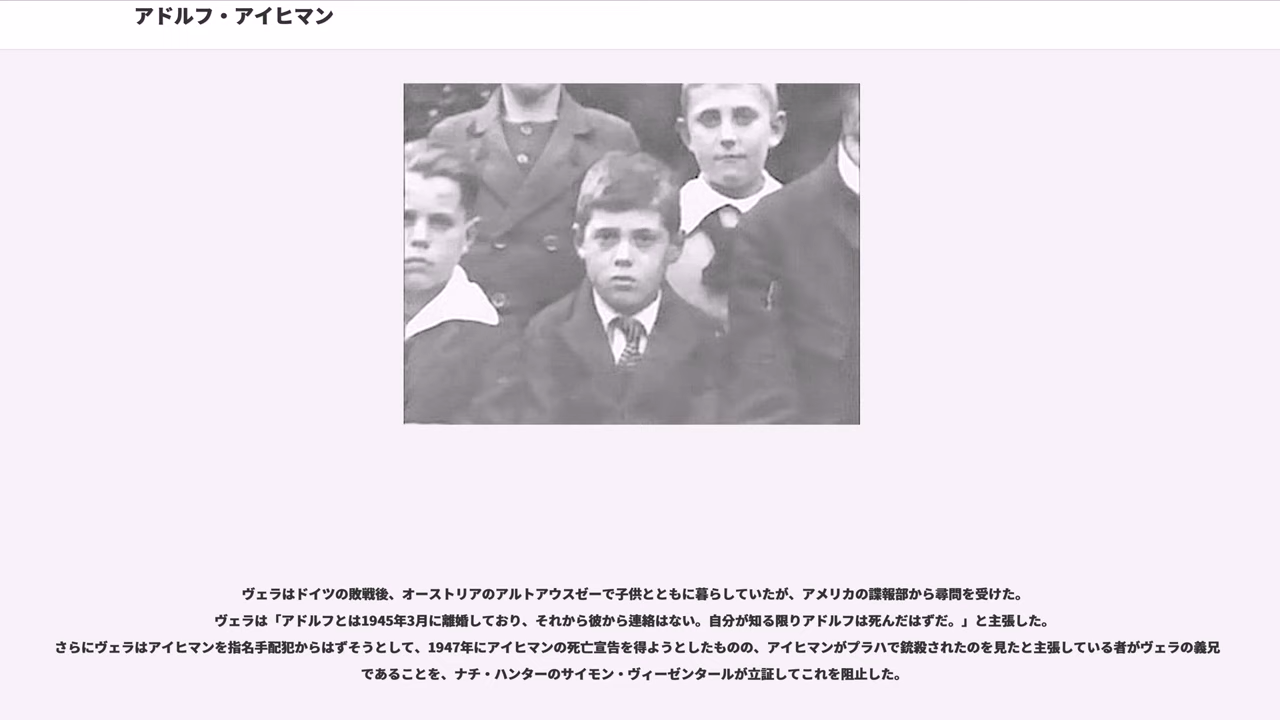 アドルフ・アイヒマン
ヴェラはドイツの敗戦後、オーストリアのアルトアウスゼーで子供とともに暮らしていたが、アメリカの諜報部から尋問を受けた。
ヴェラは「アドルフとは1945年3月に離婚しており、それから彼から連絡はない。自分が知る限りアドルフは死んだはずだ。」と主張した。
さらにヴェラはアイヒマンを指名手配犯からはずそうとして、1947年にアイヒマンの死亡宣告を得ようとしたものの、アイヒマンがプラハで銃殺されたのを見たと主張している者がヴェラの義兄
であることを、ナチ・ハンターのサイモン・ヴィーゼンタールが立証してこれを阻止した。